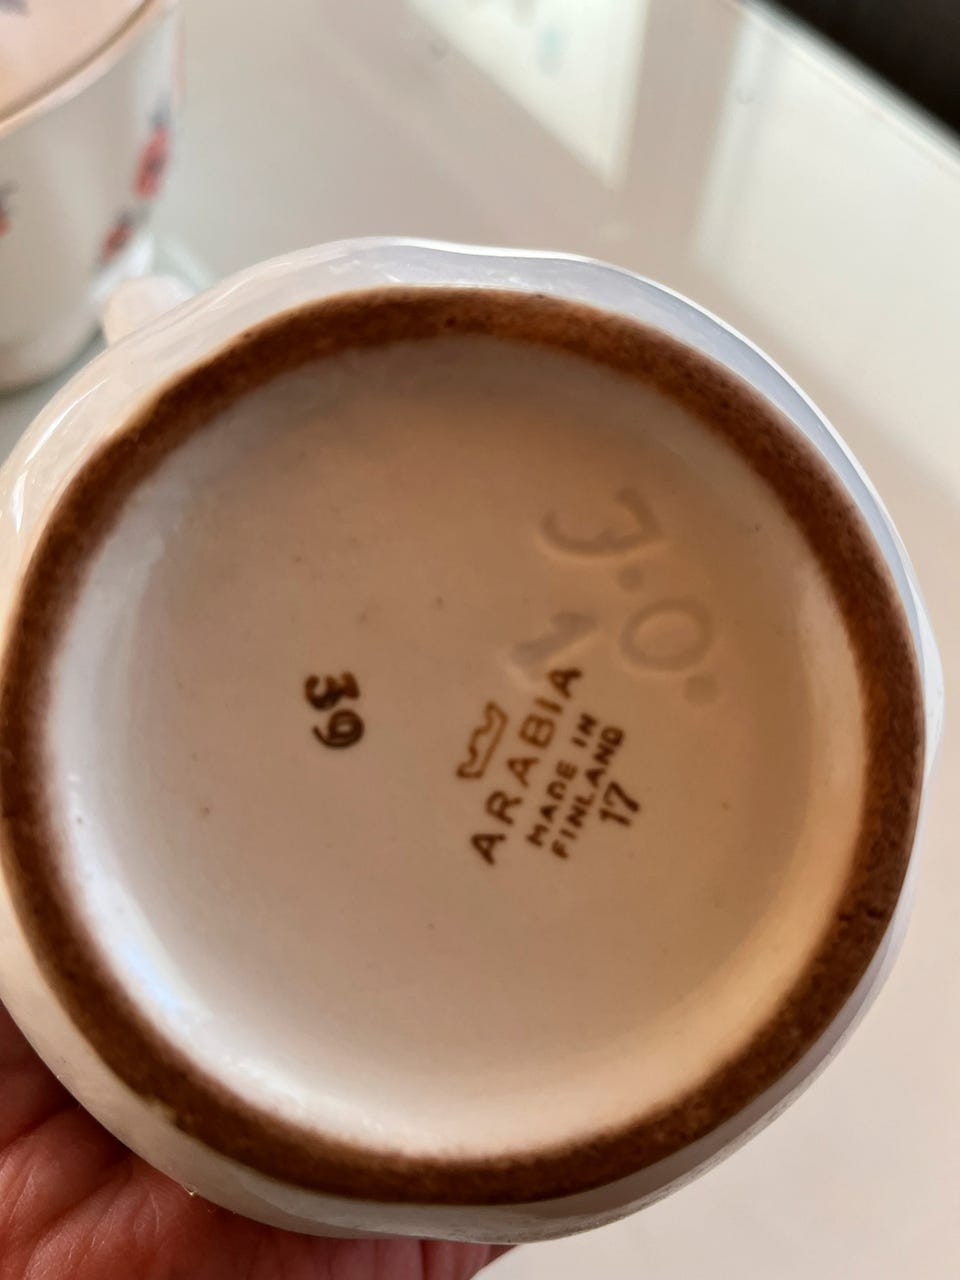 J.O.
N
39
ARABIA
MADE IN
FINLAND
17